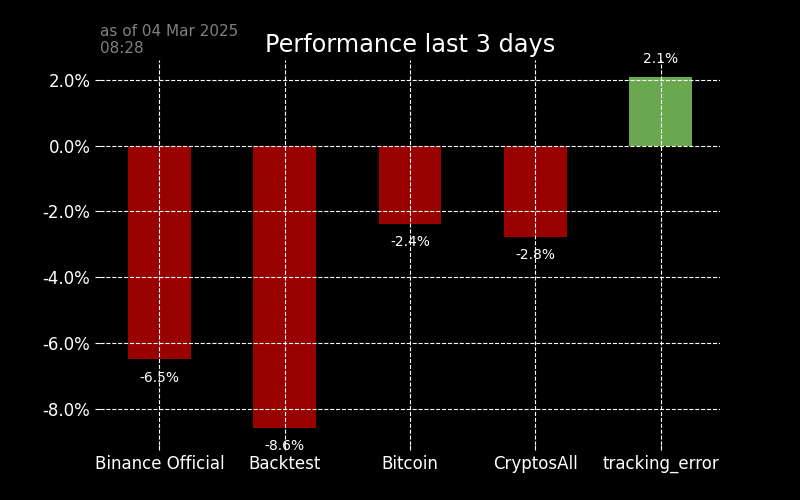 as of 04 Mar 2025
08:28
Performance last 3 days
2.1%
2.0%
0.0%
-2.0%
-2.4%
-2.8%
-4.0%
-6.0%
-6.5%
-8.0%
-8.6%
Binance Official
Backtest
Bitcoin
CryptosAll
tracking_error